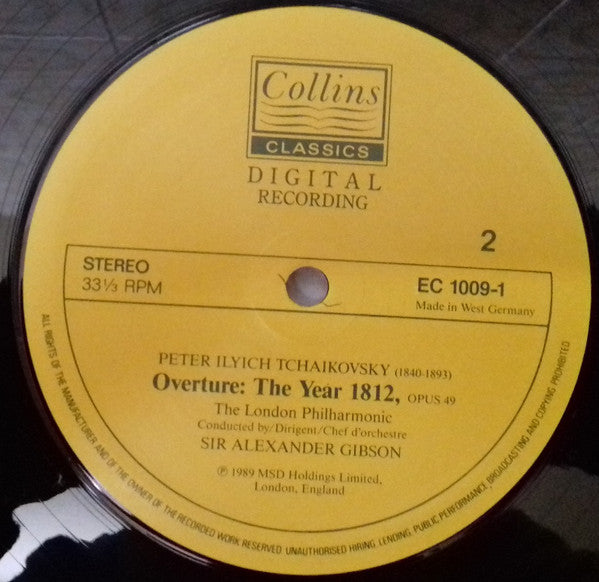 Collins
CLASSICS
DIGITAL
RECORDING
2
STEREO
33⅓ RPM
EC 1009-1
Made in West Germany
PETER ILYICH TCHAIKOVSKY (1840-1893)
Overture: The Year 1812, OPUS 49
The London Philharmonic
Conducted by/Dirigent/Chef d'orchestre
SIR ALEXANDER GIBSON
℗ 1989 MSD Holdings Limited,
London, England
ALL RIGHTS OF THE MANUFACTURER AND OF THE OWNER OF THE RECORDED WORK RESERVED. UNAUTHORISED HIRING, LENDING, PUBLIC PERFORMANCE, BROADCASTING AND COPYING PROHIBITED